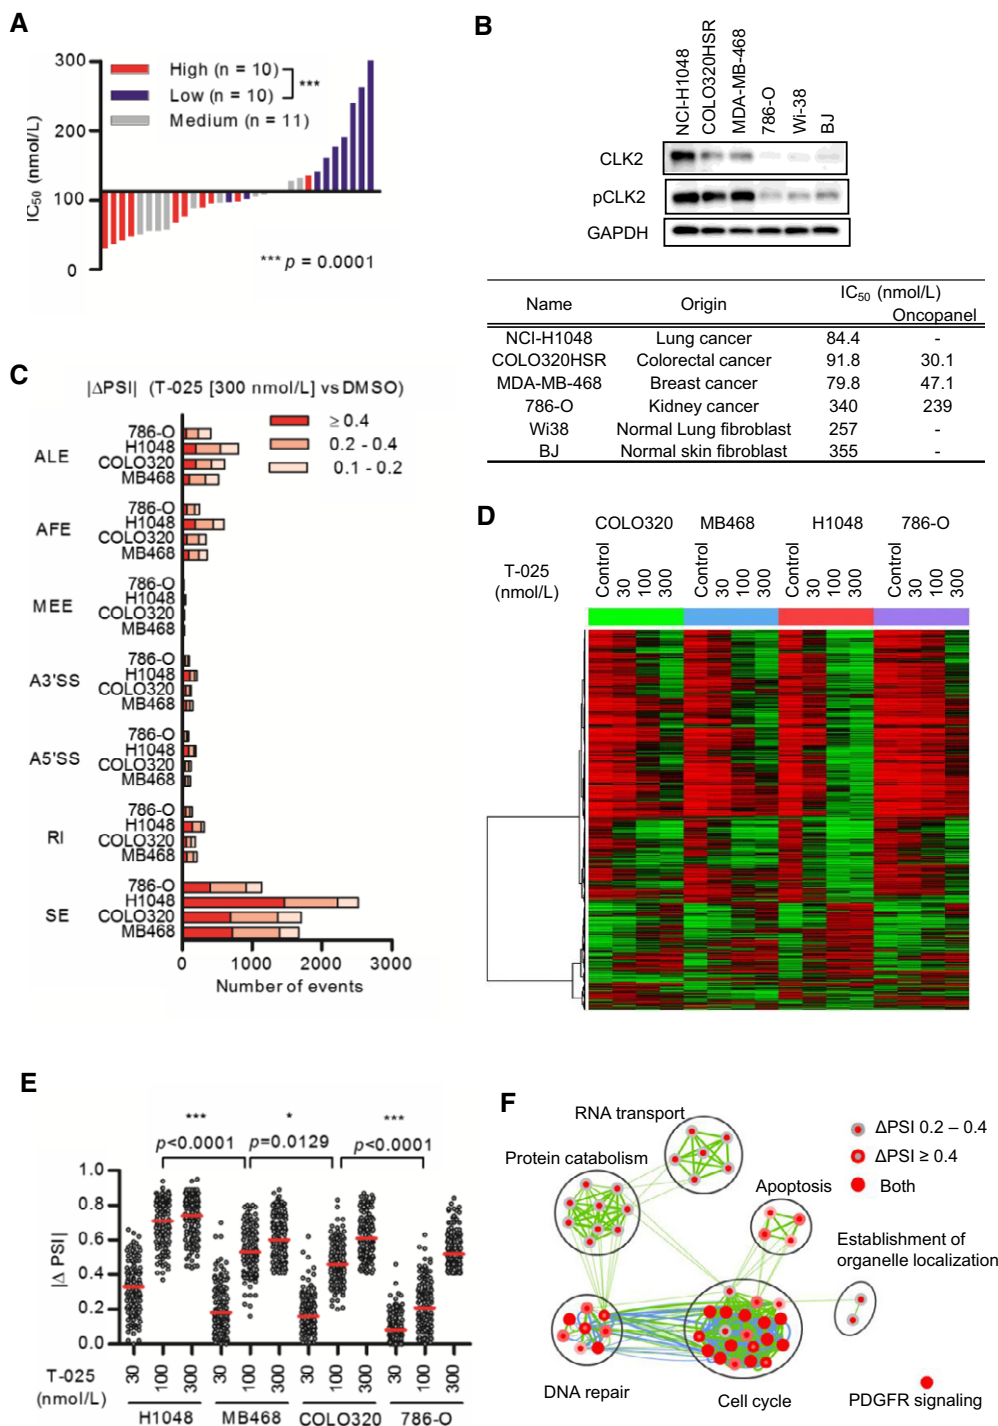 A
300
200
100
0
IC50 (nmol/L)
High (n = 10)
Low (n = 10)
Medium (n = 11)
***
*** p = 0.0001
B
NCI-H1048
COLO320HSR
MDA-MB-468
786-O
Wi-38
BJ
CLK2
pCLK2
GAPDH
Name Origin IC50 (nmol/L)
Oncopanel
NCI-H1048 Lung cancer 84.4 -
COLO320HSR Colorectal cancer 91.8 30.1
MDA-MB-468 Breast cancer 79.8 47.1
786-O Kidney cancer 340 239
Wi38 Normal Lung fibroblast 257 -
BJ Normal skin fibroblast 355 -
C
|ΔPSI| (T-025 [300 nmol/L] vs DMSO)
≥ 0.4
0.2 - 0.4
0.1 - 0.2
ALE
786-O
H1048
COLO320
MB468
AFE
786-O
H1048
COLO320
MB468
MEE
786-O
H1048
COLO320
MB468
A3'SS
786-O
H1048
COLO320
MB468
A5'SS
786-O
H1048
COLO320
MB468
RI
786-O
H1048
COLO320
MB468
SE
786-O
H1048
COLO320
MB468
0 1000 2000 3000
Number of events
D
COLO320 MB468 H1048 786-O
T-025
(nmol/L)
Control 30 100 300 Control 30 100 300 Control 30 100 300 Control 30 100 300
E
*** * ***
p<0.0001 p=0.0129 p<0.0001
|Δ PSI|
1.0
0.8
0.6
0.4
0.2
0.0
T-025
(nmol/L)
30 100 300 30 100 300 30 100 300 30 100 300
H1048 MB468 COLO320 786-O
F
RNA transport
Protein catabolism
Apoptosis
Establishment of
organelle localization
DNA repair
Cell cycle
PDGFR signaling
ΔPSI 0.2 – 0.4
ΔPSI ≥ 0.4
Both